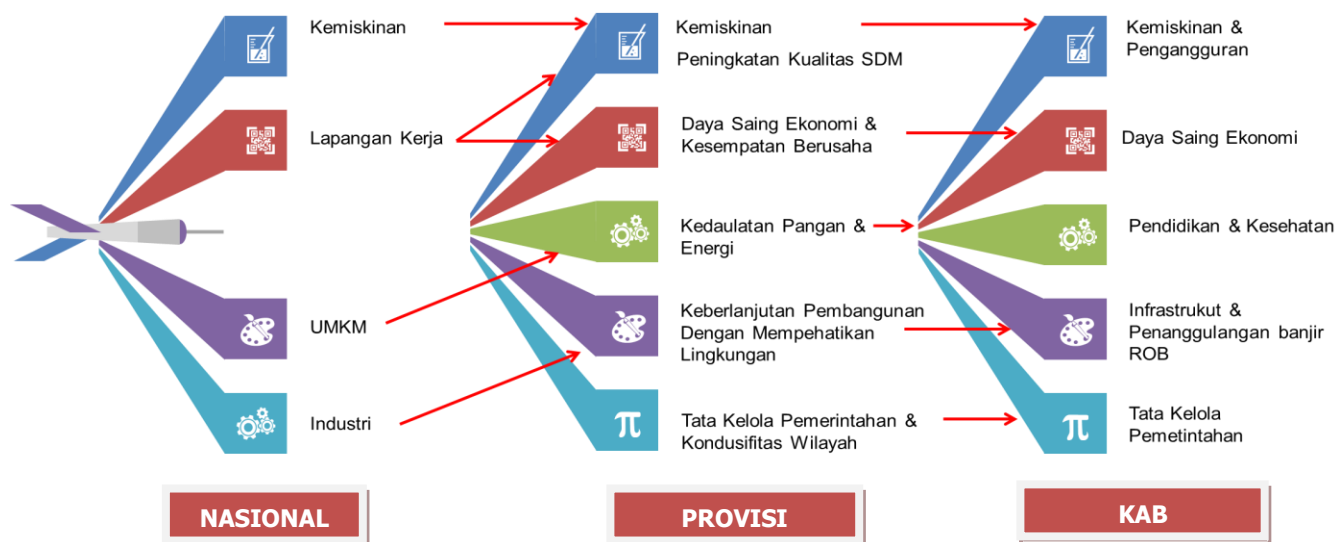 Kemiskinan
Lapangan Kerja
UMKM
Industri
NASIONAL
Kemiskinan
Peningkatan Kualitas SDM
Daya Saing Ekonomi &
Kesempatan Berusaha
Kedaulatan Pangan &
Energi
Keberlanjutan Pembangunan
Dengan Mempehatikan
Lingkungan
π
Tata Kelola Pemerintahan &
Kondusifitas Wilayah
PROVISI
Kemiskinan &
Pengangguran
Daya Saing Ekonomi
Pendidikan & Kesehatan
Infrastrukut &
Penanggulangan banjir
ROB
π
Tata Kelola
Pemetintahan
KAB